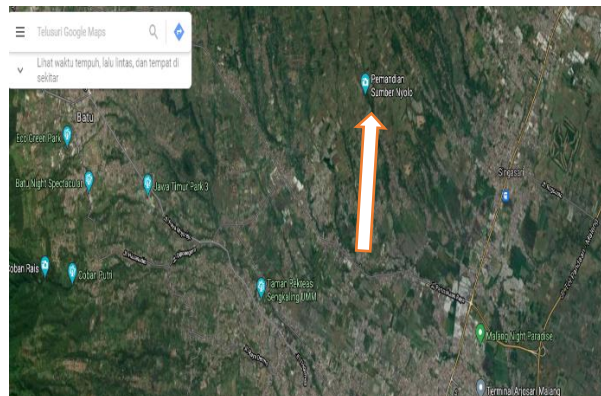 Telusuri Google Maps
Lihat waktu tempuh, lalu lintas, dan tempat di
sekitar
Pemandian
Sumber Nyolo
Batu
Eco Green Park
Singasari
Batu Night Spectacular
Jawa Timur Park 3
Coban Rais
Coban Putri
Taman Rekreasi
Sengkaling UMM
Malang Night Paradise
Terminal Arjosari Malang